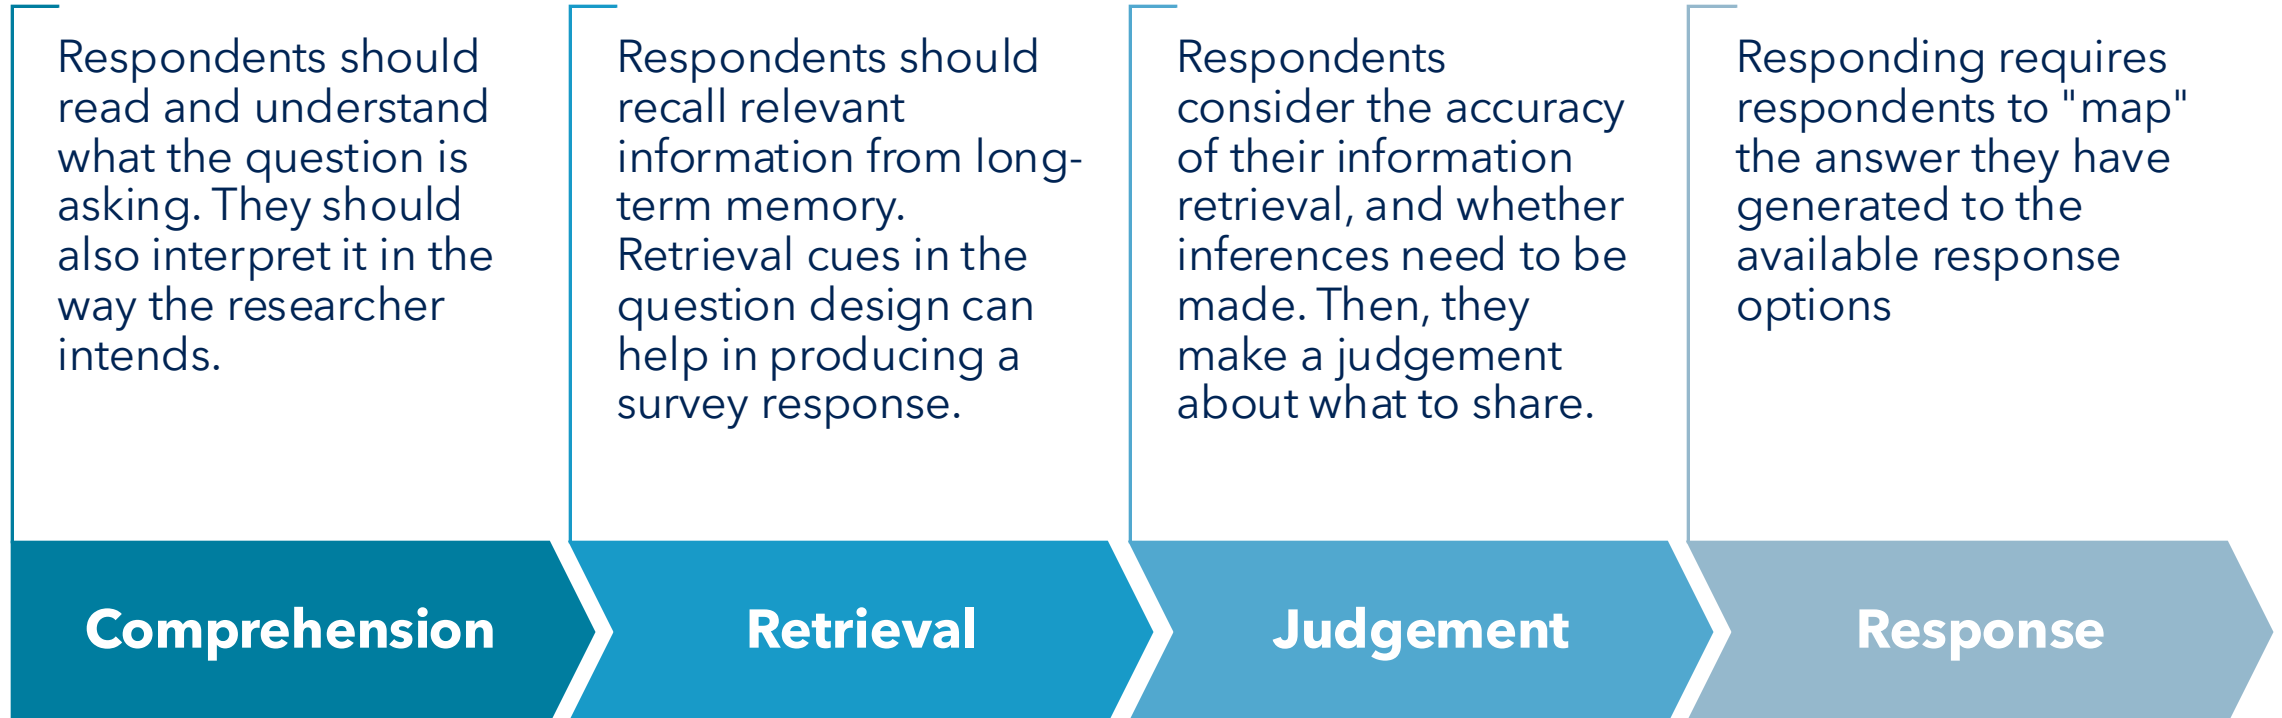 Respondents should
read and understand
what the question is
asking. They should
also interpret it in the
way the researcher
intends.
Respondents should
recall relevant
information from long-
term memory.
Retrieval cues in the
question design can
help in producing a
survey response.
Respondents
consider the accuracy
of their information
retrieval, and whether
inferences need to be
made. Then, they
make a judgement
about what to share.
Responding requires
respondents to "map"
the answer they have
generated to the
available response
options
Comprehension
Retrieval
Judgement
Response